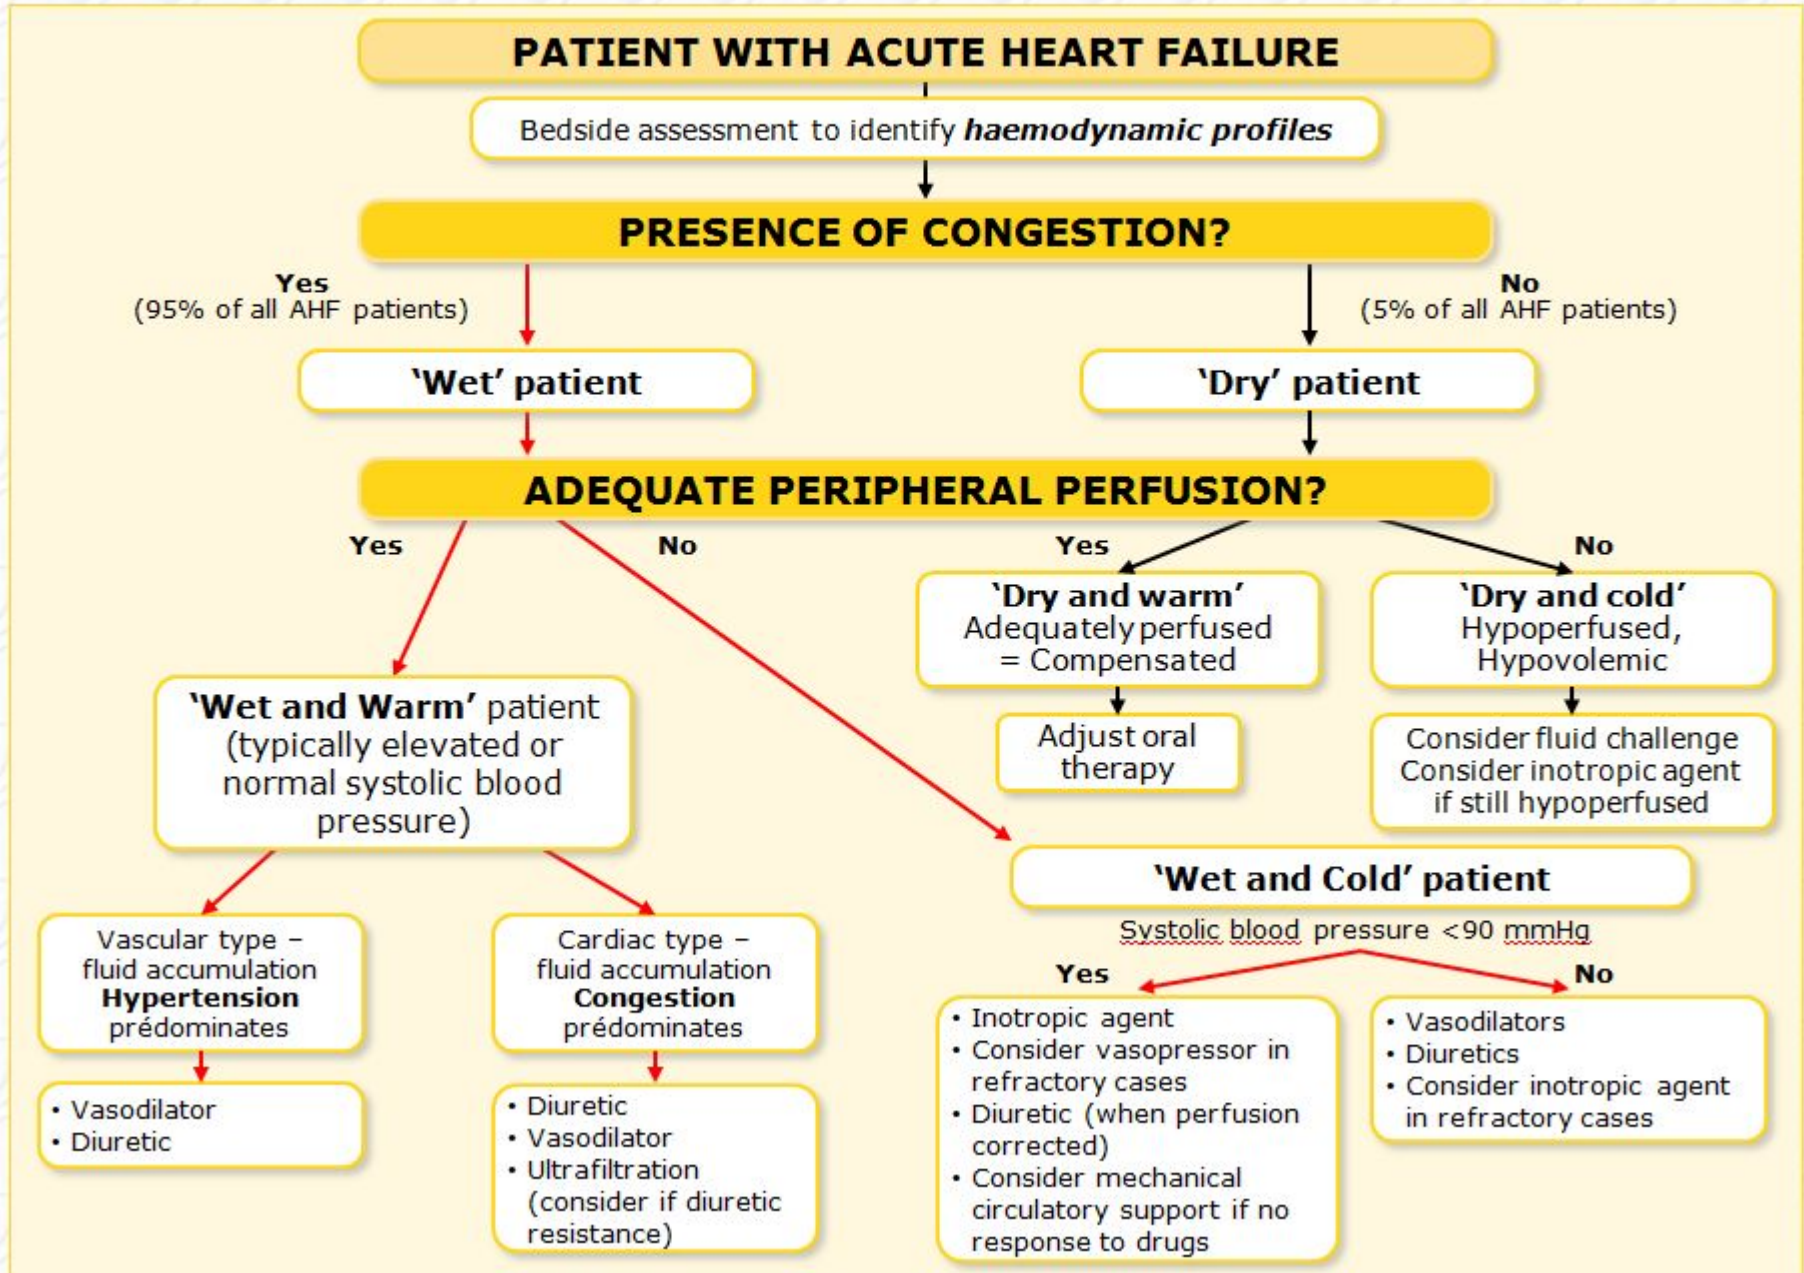 PATIENT WITH ACUTE HEART FAILURE
Bedside assessment to identify haemodynamic profiles
PRESENCE OF CONGESTION?
Yes
(95% of all AHF patients)
No
(5% of all AHF patients)
‘Wet’ patient
‘Dry’ patient
ADEQUATE PERIPHERAL PERFUSION?
Yes
No
Yes
No
‘Dry and warm’
Adequately perfused
= Compensated
‘Dry and cold’
Hypoperfused,
Hypovolemic
Adjust oral
therapy
Consider fluid challenge
Consider inotropic agent
if still hypoperfused
‘Wet and Warm’ patient
(typically elevated or
normal systolic blood
pressure)
‘Wet and Cold’ patient
Systolic blood pressure <90 mmHg
Yes
No
Vascular type –
fluid accumulation
Hypertension
prédominates
Cardiac type –
fluid accumulation
Congestion
prédominates
• Vasodilator
• Diuretic
• Diuretic
• Vasodilator
• Ultrafiltration
(consider if diuretic
resistance)
• Inotropic agent
• Consider vasopressor in
refractory cases
• Diuretic (when perfusion
corrected)
• Consider mechanical
circulatory support if no
response to drugs
• Vasodilators
• Diuretics
• Consider inotropic agent
in refractory cases